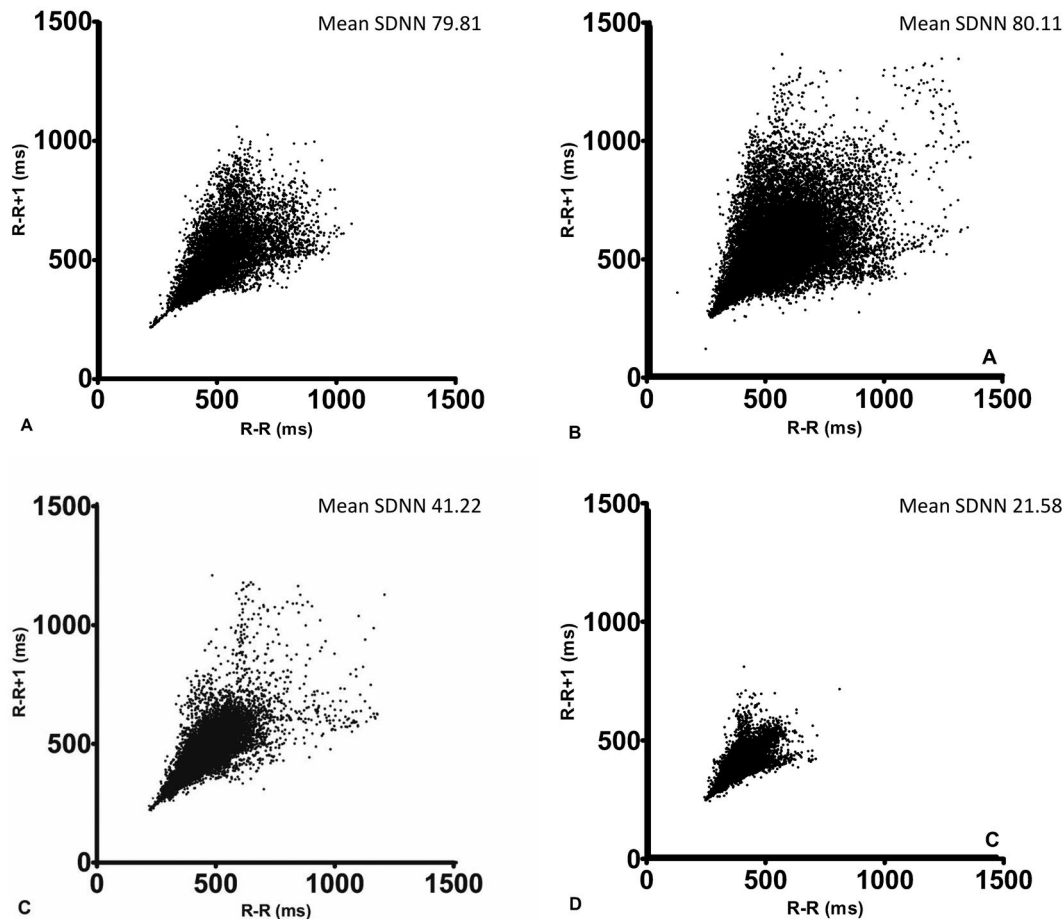 Mean SDNN 79.81
1500
1000
500
0
R-R+1 (ms)
0 500 1000 1500
R-R (ms)
A
Mean SDNN 80.11
1500
1000
500
0
R-R+1 (ms)
A
0 500 1000 1500
R-R (ms)
B
Mean SDNN 41.22
1500
1000
500
0
R-R+1 (ms)
0 500 1000 1500
R-R (ms)
C
Mean SDNN 21.58
1500
1000
500
0
R-R+1 (ms)
C
0 500 1000 1500
R-R (ms)
D